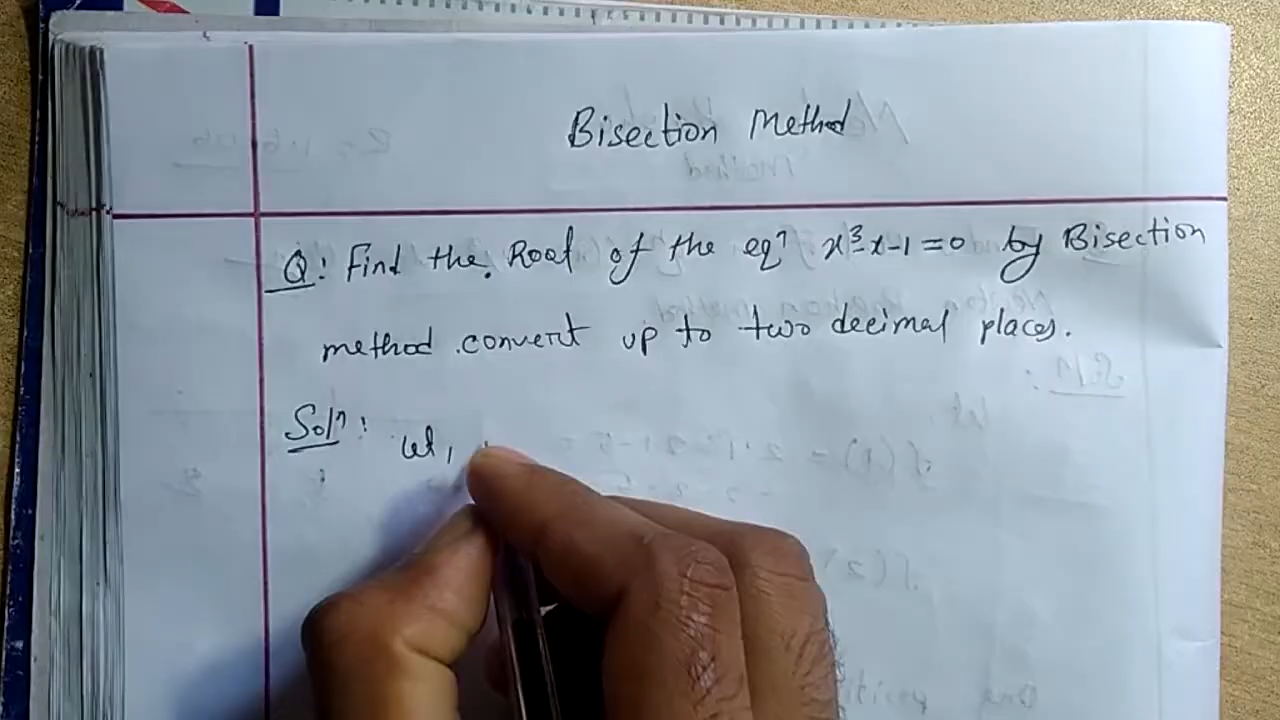 Bisection Method
Q: Find the Root of the eqn x³-x-1=0 by Bisection
method convert up to two decimal places.
Soln: Let,